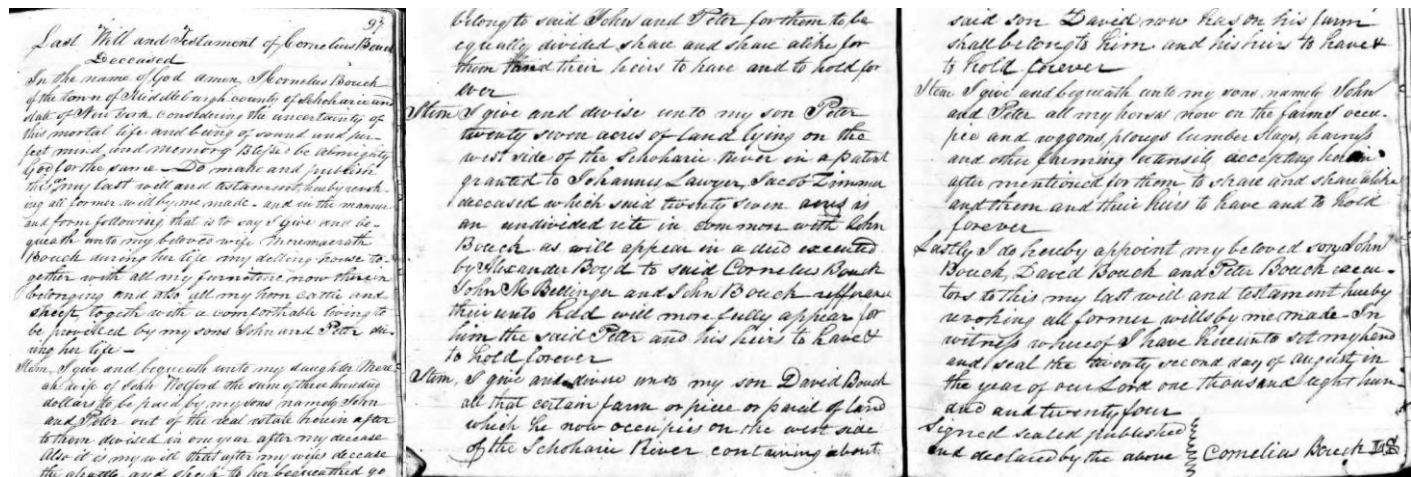 93
Last Will and Testament of Cornelius Bouck
Deceased
In the name of God amen I Cornelius Bouck
of the town of Middleburgh county of Schoharie and
state of New York considering the uncertainty of
this mortal life and being of sound and per-
fect mind and memory Blessed be almighty
God for the same - Do make and publish
this my last will and testament hereby revok-
ing all former will by me made - and in the manner
and form following that is to say I give and be-
queath unto my beloved wife
Bouck during her life my delling house to-
gether with all my furniture now therein
belonging and also all my horn cattle and
sheep togeth with a comfortable living to
be provided by my sons John and Peter du-
ring her life -
Item I give and bequeath unto my daughter
wife of John the sum of three hundred
dollars to be paid by my sons namely John
and Peter out of the real estate herein after
to them devised in one year after my decease
Also it is my will that after my wifes decease
the chattle and sheep to her bequeathed go
belong to said John and Peter for them to be
equally divided share and share alike for
them and their heirs to have and to hold for
ever
Item I give and devise unto my son Peter
twenty seven acres of land lying on the
west side of the Schoharie River in a patent
granted to Johannes Lawyer, Jacob Zimmer
deceased which said twenty seven acres is
an undivided rite in common with John
Bouck as will appear in a deed executed
by Alexander Boyd to said Cornelius Bouck
John M Bellinger and John Bouck refferance
their unto had will more fully appear for
him the said Peter and his heirs to have &
to hold forever
Item, I give and devise unto my son David Bouck
all that certain farm or piece or parcil of land
which he now occupies on the west side
of the Schoharie River containing about
said son David now has on his farm
shall belong to him and his heirs to have &
to hold forever
Item I give and bequeath unto my sons, namely John
and Peter all my horses now on the farms occu-
pied and waggons, plougs lumber slays, harness
and other farming utensils accepting herein
after mentioned for them to share and share alike
and them and their heirs to have and to hold
forever
Lastly I do hereby appoint my beloved son John
Bouck, David Bouck and Peter Bouck execu-
tors to this my last will and testament hereby
revoking all former wills by me made - In
witness whereof I have hereunto set my hand
and seal the twenty second day of august in
the year of our Lord one thousand eight hun-
dred and twenty four
Signed sealed published
and declared by the above Cornelius Bouck LS